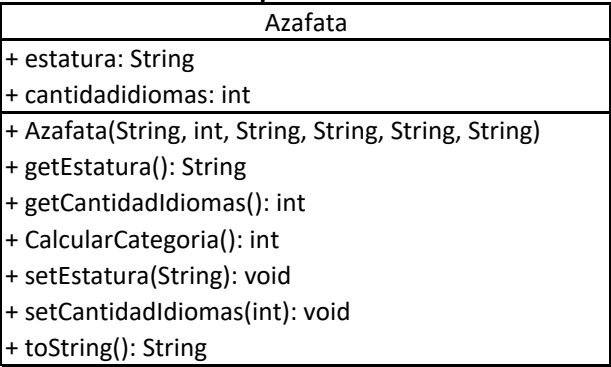 Azafata
+ estatura: String
+ cantidadidiomas: int
+ Azafata(String, int, String, String, String, String)
+ getEstatura(): String
+ getCantidadIdiomas(): int
+ CalcularCategoria(): int
+ setEstatura(String): void
+ setCantidadIdiomas(int): void
+ toString(): String